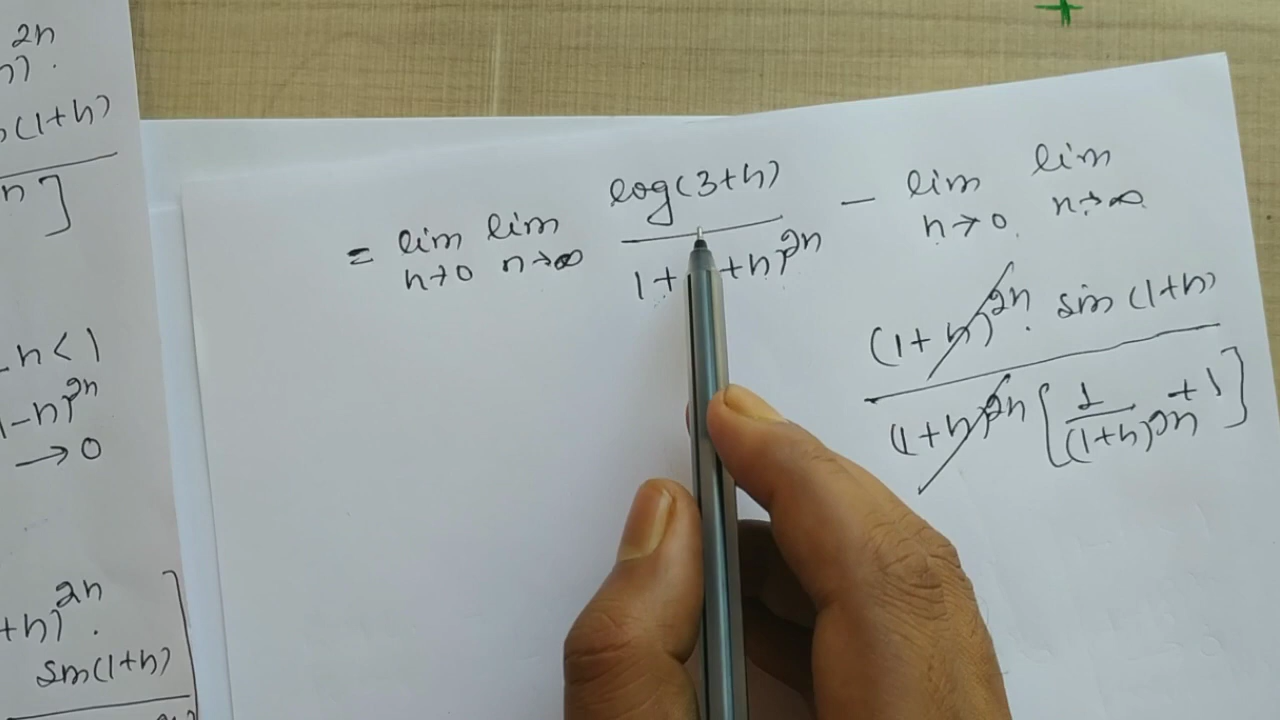 2n
n)
(1+h)
n]
= lim lim log(3+h) / 1+ +h)^2n − lim lim
h→0 n→∞ h→0 n→∞
(1+h)^2n . sin(1+h)
(1+h)^2n [1/(1+h)^2n +1]
-h<1
1-h)^2n
→0
+h)^2n .
sin(1+h)